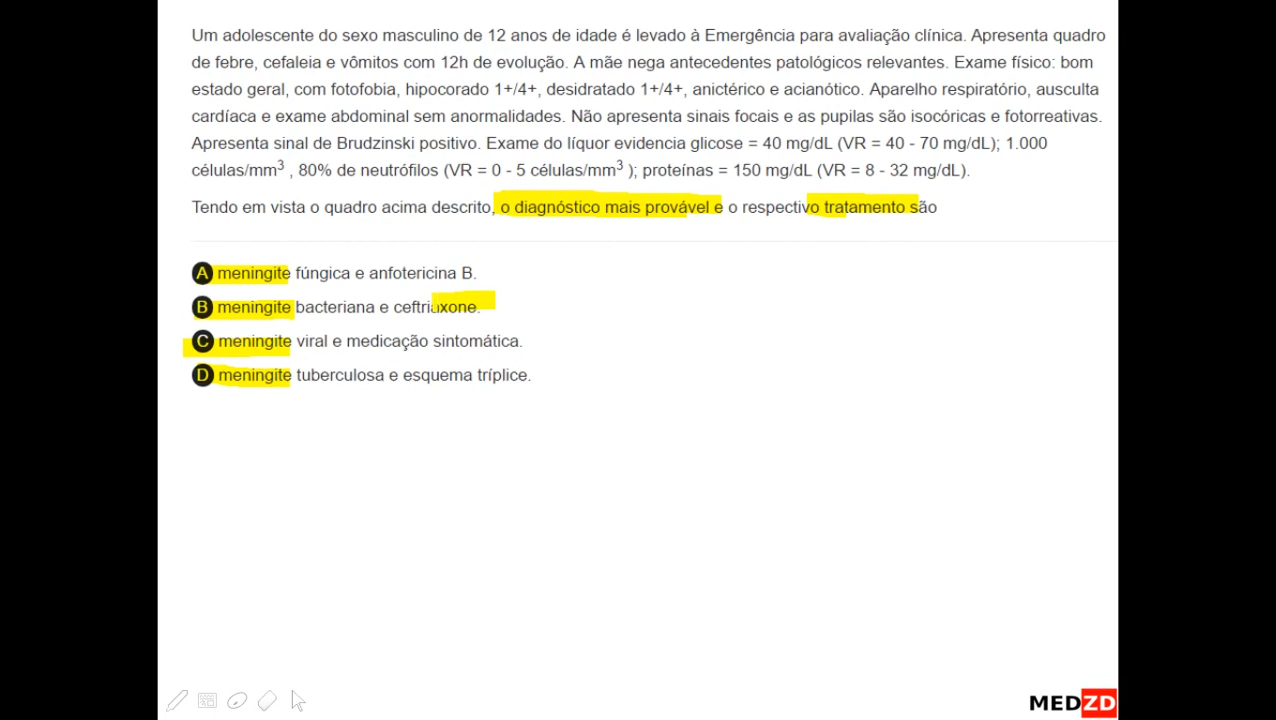 Um adolescente do sexo masculino de 12 anos de idade é levado à Emergência para avaliação clínica. Apresenta quadro
de febre, cefaleia e vômitos com 12h de evolução. A mãe nega antecedentes patológicos relevantes. Exame físico: bom
estado geral, com fotofobia, hipocorado 1+/4+, desidratado 1+/4+, anictérico e acianótico. Aparelho respiratório, ausculta
cardíaca e exame abdominal sem anormalidades. Não apresenta sinais focais e as pupilas são isocóricas e fotorreativas.
Apresenta sinal de Brudzinski positivo. Exame do líquor evidencia glicose = 40 mg/dL (VR = 40 - 70 mg/dL); 1.000
células/mm³ , 80% de neutrófilos (VR = 0 - 5 células/mm³ ); proteínas = 150 mg/dL (VR = 8 - 32 mg/dL).
Tendo em vista o quadro acima descrito, o diagnóstico mais provável e o respectivo tratamento são
A meningite fúngica e anfotericina B.
B meningite bacteriana e ceftriaxone.
C meningite viral e medicação sintomática.
D meningite tuberculosa e esquema tríplice.
MEDZD